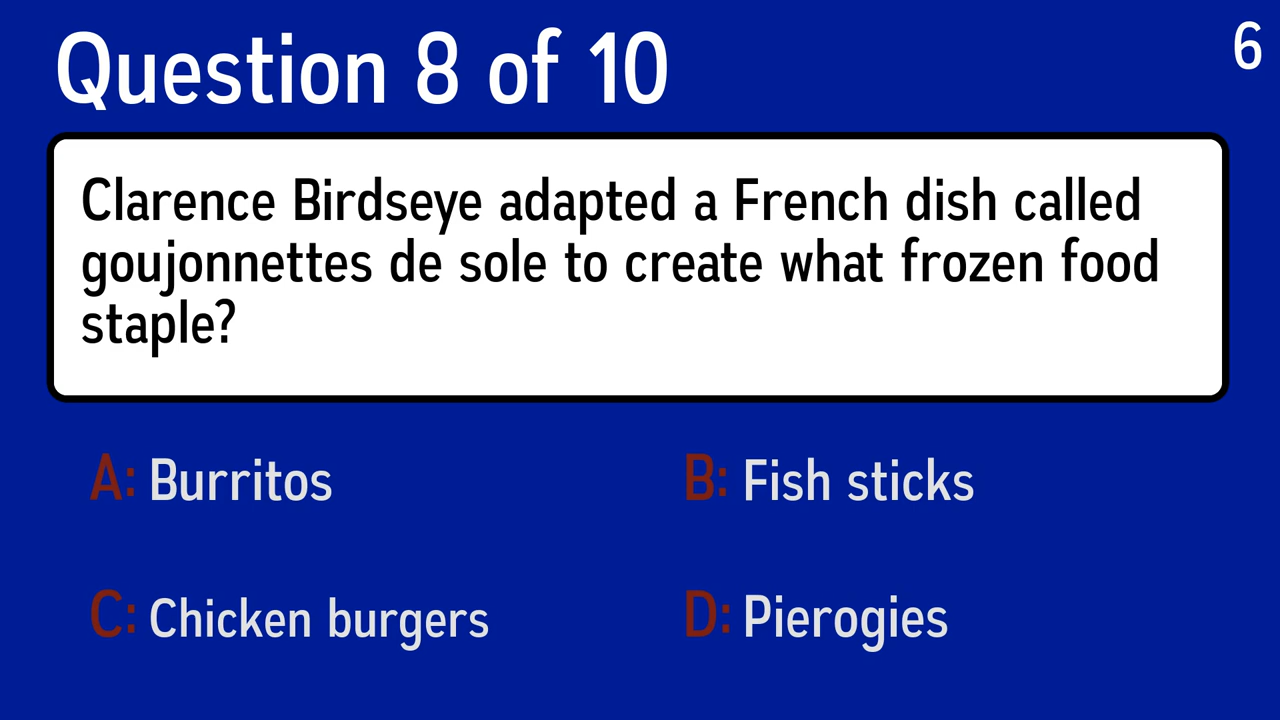 Question 8 of 10
6
Clarence Birdseye adapted a French dish called
goujonnettes de sole to create what frozen food
staple?
A: Burritos
B: Fish sticks
C: Chicken burgers
D: Pierogies